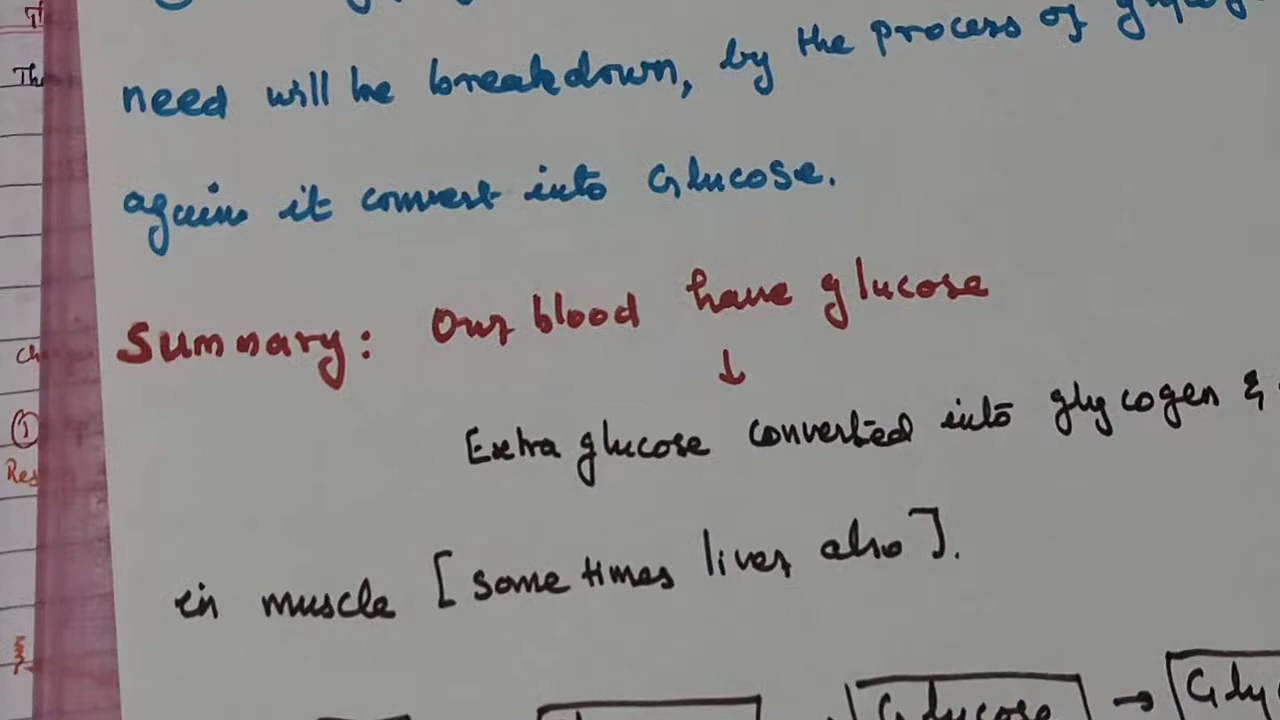 need will be breakdown, by the process of
again it convert into Glucose.
Summary: Our blood have glucose
↓
Extra glucose converted into glycogen &
in muscle [some times liver also].
Glucose →